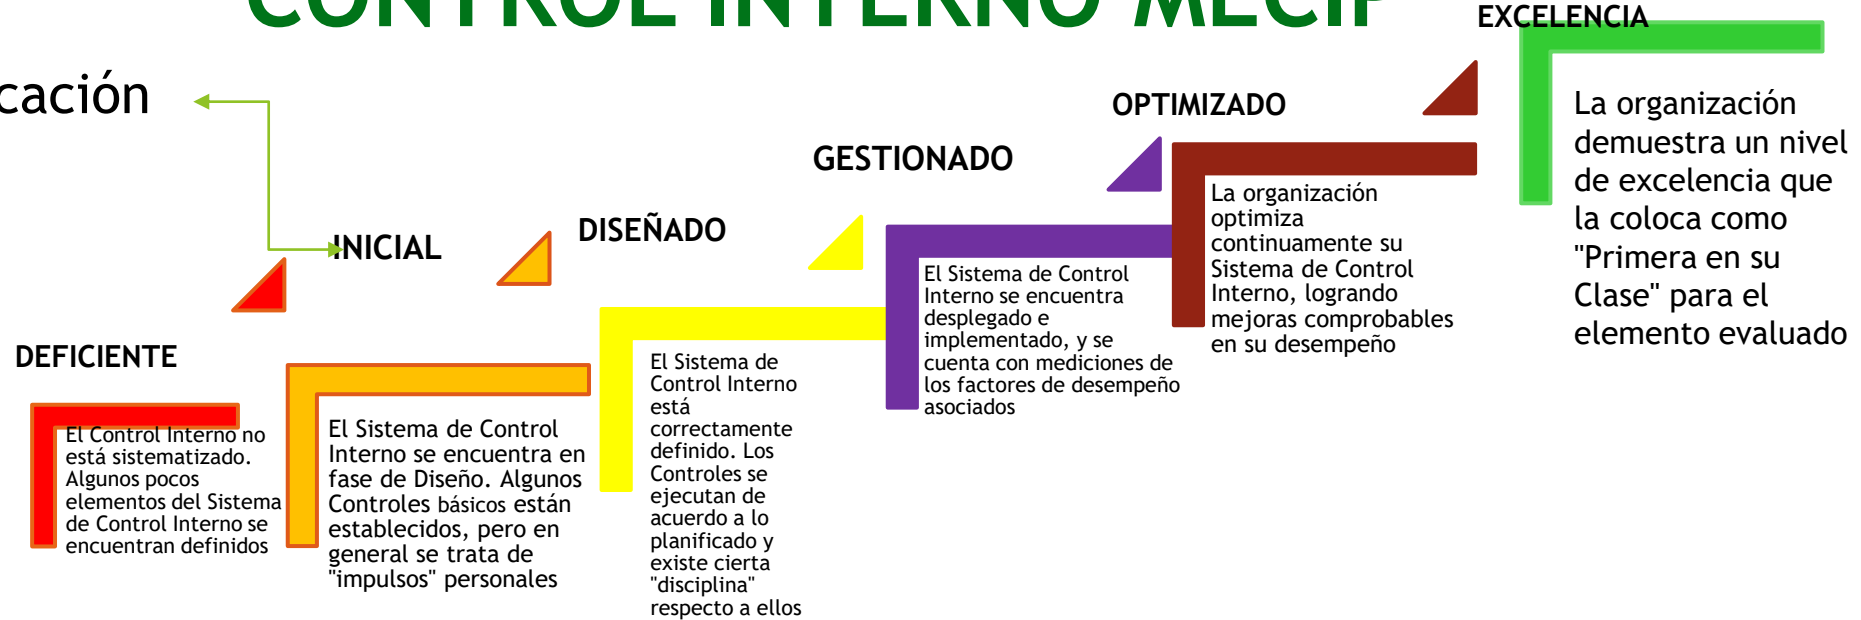 CONTROL INTERNO MECIP
cación
DEFICIENTE
El Control Interno no
está sistematizado.
Algunos pocos
elementos del Sistema
de Control Interno se
encuentran definidos
INICIAL
El Sistema de Control
Interno se encuentra en
fase de Diseño. Algunos
Controles básicos están
establecidos, pero en
general se trata de
"impulsos" personales
DISEÑADO
El Sistema de
Control Interno
está
correctamente
definido. Los
Controles se
ejecutan de
acuerdo a lo
planificado y
existe cierta
"disciplina"
respecto a ellos
GESTIONADO
El Sistema de Control
Interno se encuentra
desplegado e
implementado, y se
cuenta con mediciones de
los factores de desempeño
asociados
OPTIMIZADO
La organización
optimiza
continuamente su
Sistema de Control
Interno, logrando
mejoras comprobables
en su desempeño
EXCELENCIA
La organización
demuestra un nivel
de excelencia que
la coloca como
"Primera en su
Clase" para el
elemento evaluado